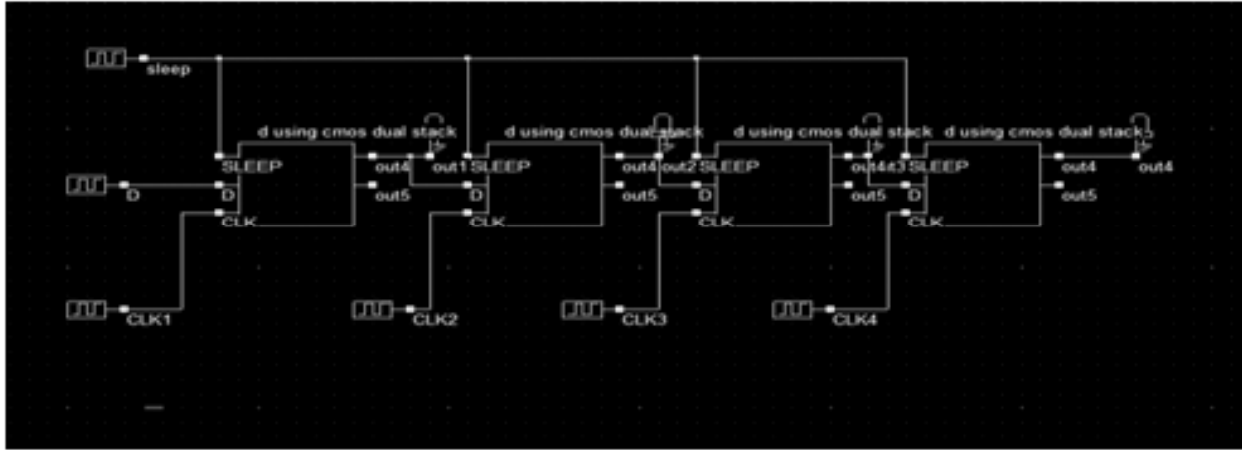 sleep
d using cmos dual stack d using cmos dual stack d using cmos dual stack d using cmos dual stack
SLEEP out4 out1 SLEEP out4 out2 SLEEP out4 it3 SLEEP out4 out4
D D out5 D out5 D out5 D out5
CLK CLK CLK CLK
CLK1 CLK2 CLK3 CLK4